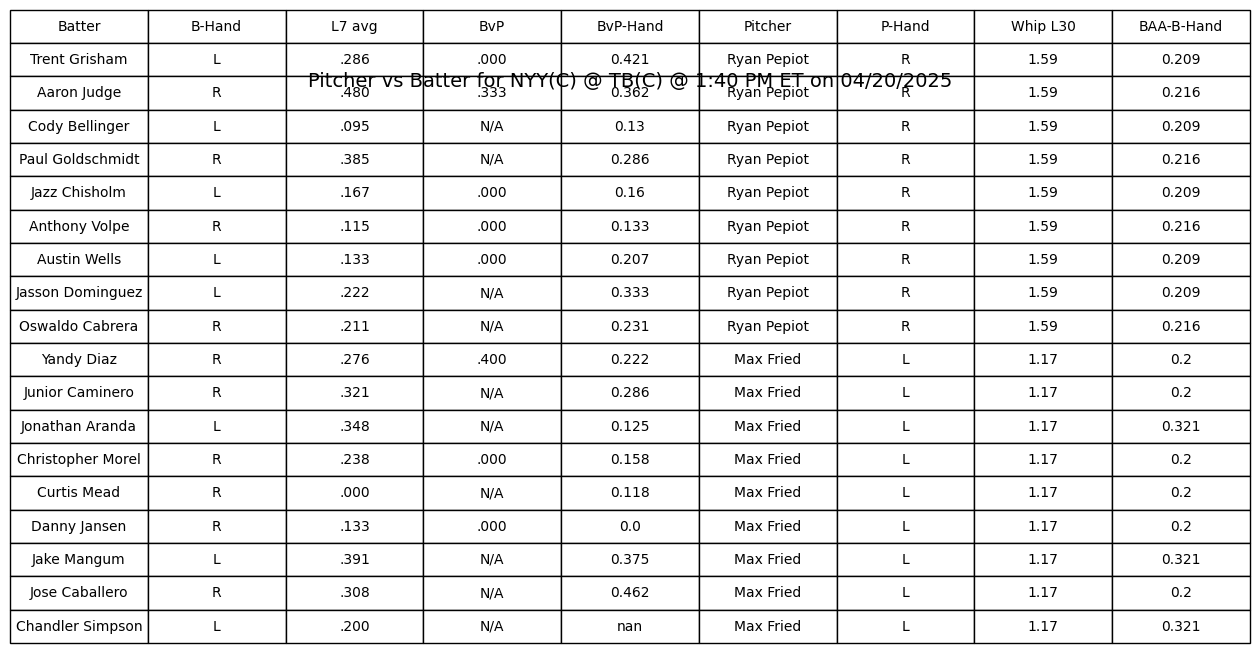 Batter B-Hand L7 avg BvP BvP-Hand Pitcher P-Hand Whip L30 BAA-B-Hand
Trent Grisham L .286 .000 0.421 Ryan Pepiot R 1.59 0.209
Pitcher vs Batter for NYY(C) @ TB(C) @ 1:40 PM ET on 04/20/2025
Aaron Judge R .480 .333 0.362 Ryan Pepiot R 1.59 0.216
Cody Bellinger L .095 N/A 0.13 Ryan Pepiot R 1.59 0.209
Paul Goldschmidt R .385 N/A 0.286 Ryan Pepiot R 1.59 0.216
Jazz Chisholm L .167 .000 0.16 Ryan Pepiot R 1.59 0.209
Anthony Volpe R .115 .000 0.133 Ryan Pepiot R 1.59 0.216
Austin Wells L .133 .000 0.207 Ryan Pepiot R 1.59 0.209
Jasson Dominguez L .222 N/A 0.333 Ryan Pepiot R 1.59 0.209
Oswaldo Cabrera R .211 N/A 0.231 Ryan Pepiot R 1.59 0.216
Yandy Diaz R .276 .400 0.222 Max Fried L 1.17 0.2
Junior Caminero R .321 N/A 0.286 Max Fried L 1.17 0.2
Jonathan Aranda L .348 N/A 0.125 Max Fried L 1.17 0.321
Christopher Morel R .238 .000 0.158 Max Fried L 1.17 0.2
Curtis Mead R .000 N/A 0.118 Max Fried L 1.17 0.2
Danny Jansen R .133 .000 0.0 Max Fried L 1.17 0.2
Jake Mangum L .391 N/A 0.375 Max Fried L 1.17 0.321
Jose Caballero R .308 N/A 0.462 Max Fried L 1.17 0.2
Chandler Simpson L .200 N/A nan Max Fried L 1.17 0.321